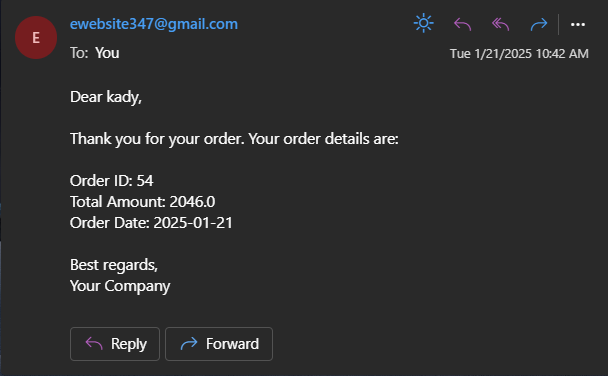 E
ewebsite347@gmail.com
To: You
Tue 1/21/2025 10:42 AM
Dear kady,
Thank you for your order. Your order details are:
Order ID: 54
Total Amount: 2046.0
Order Date: 2025-01-21
Best regards,
Your Company
Reply
Forward